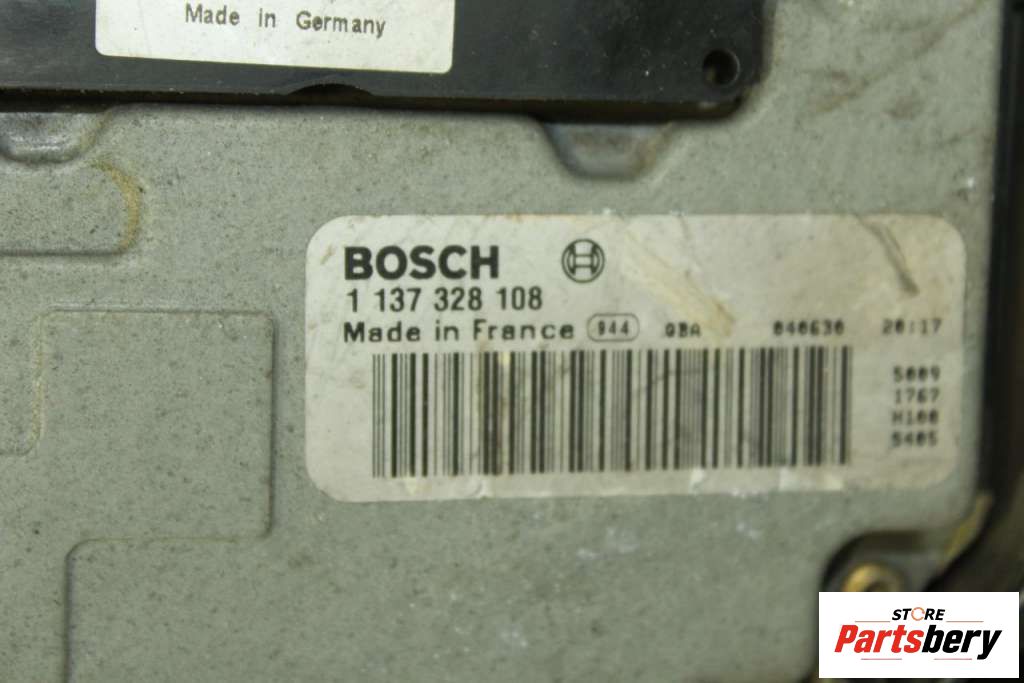 Made in Germany
BOSCH
1 137 328 108
Made in France 944 QBA 040630 20:17
5009
1767
H100
5405
STORE
Partsbery